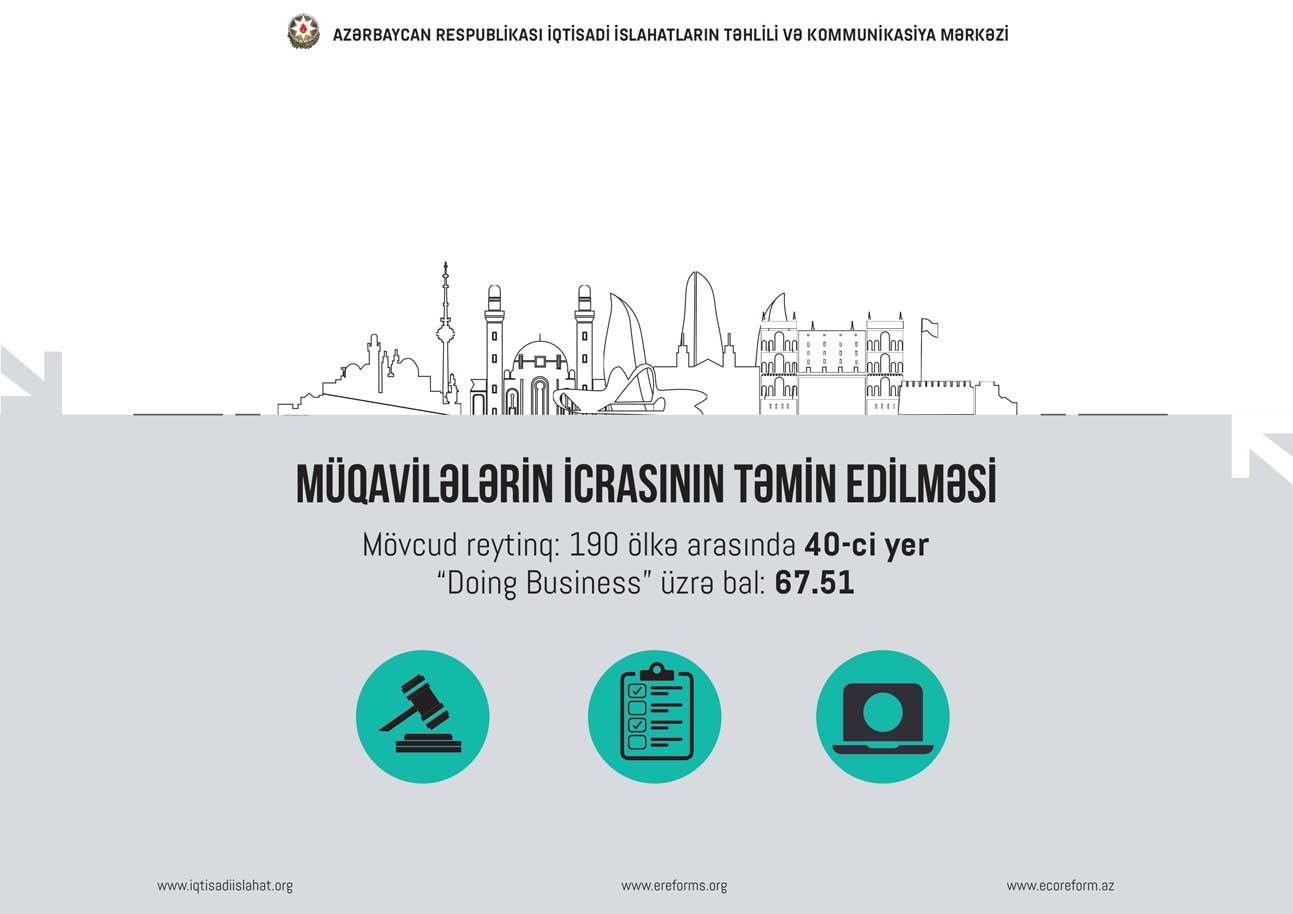 AZƏRBAYCAN RESPUBLİKASI İQTİSADİ İSLAHATLARIN TƏHLİLİ VƏ KOMMUNİKASİYA MƏRKƏZİ
MÜQAVİLƏLƏRİN İCRASININ TƏMİN EDİLMƏSİ
Mövcud reytinq: 190 ölkə arasında 40-ci yer
“Doing Business” üzrə bal: 67.51
www.iqtisadiislahat.org
www.ereforms.org
www.ecoreform.az